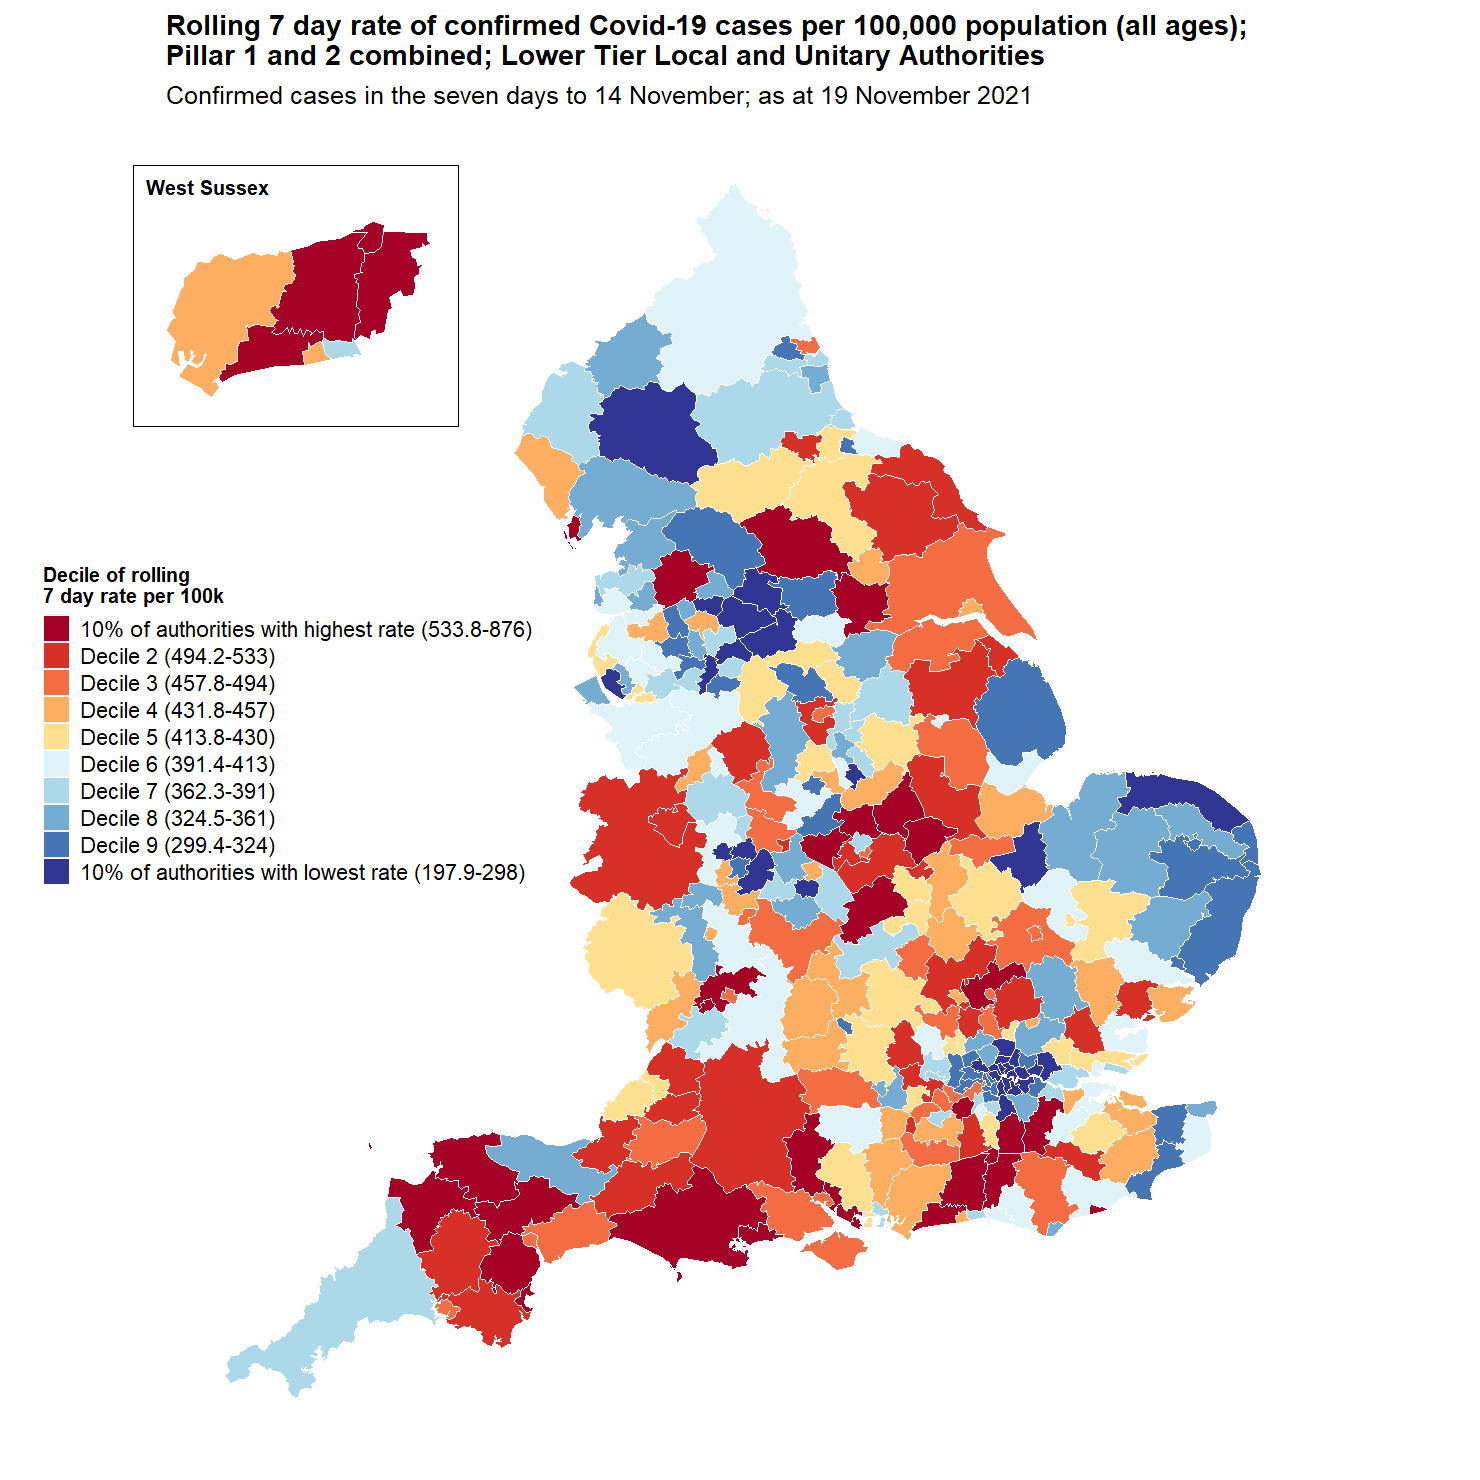 Rolling 7 day rate of confirmed Covid-19 cases per 100,000 population (all ages);
Pillar 1 and 2 combined; Lower Tier Local and Unitary Authorities
Confirmed cases in the seven days to 14 November; as at 19 November 2021
West Sussex
Decile of rolling
7 day rate per 100k
10% of authorities with highest rate (533.8-876)
Decile 2 (494.2-533)
Decile 3 (457.8-494)
Decile 4 (431.8-457)
Decile 5 (413.8-430)
Decile 6 (391.4-413)
Decile 7 (362.3-391)
Decile 8 (324.5-361)
Decile 9 (299.4-324)
10% of authorities with lowest rate (197.9-298)